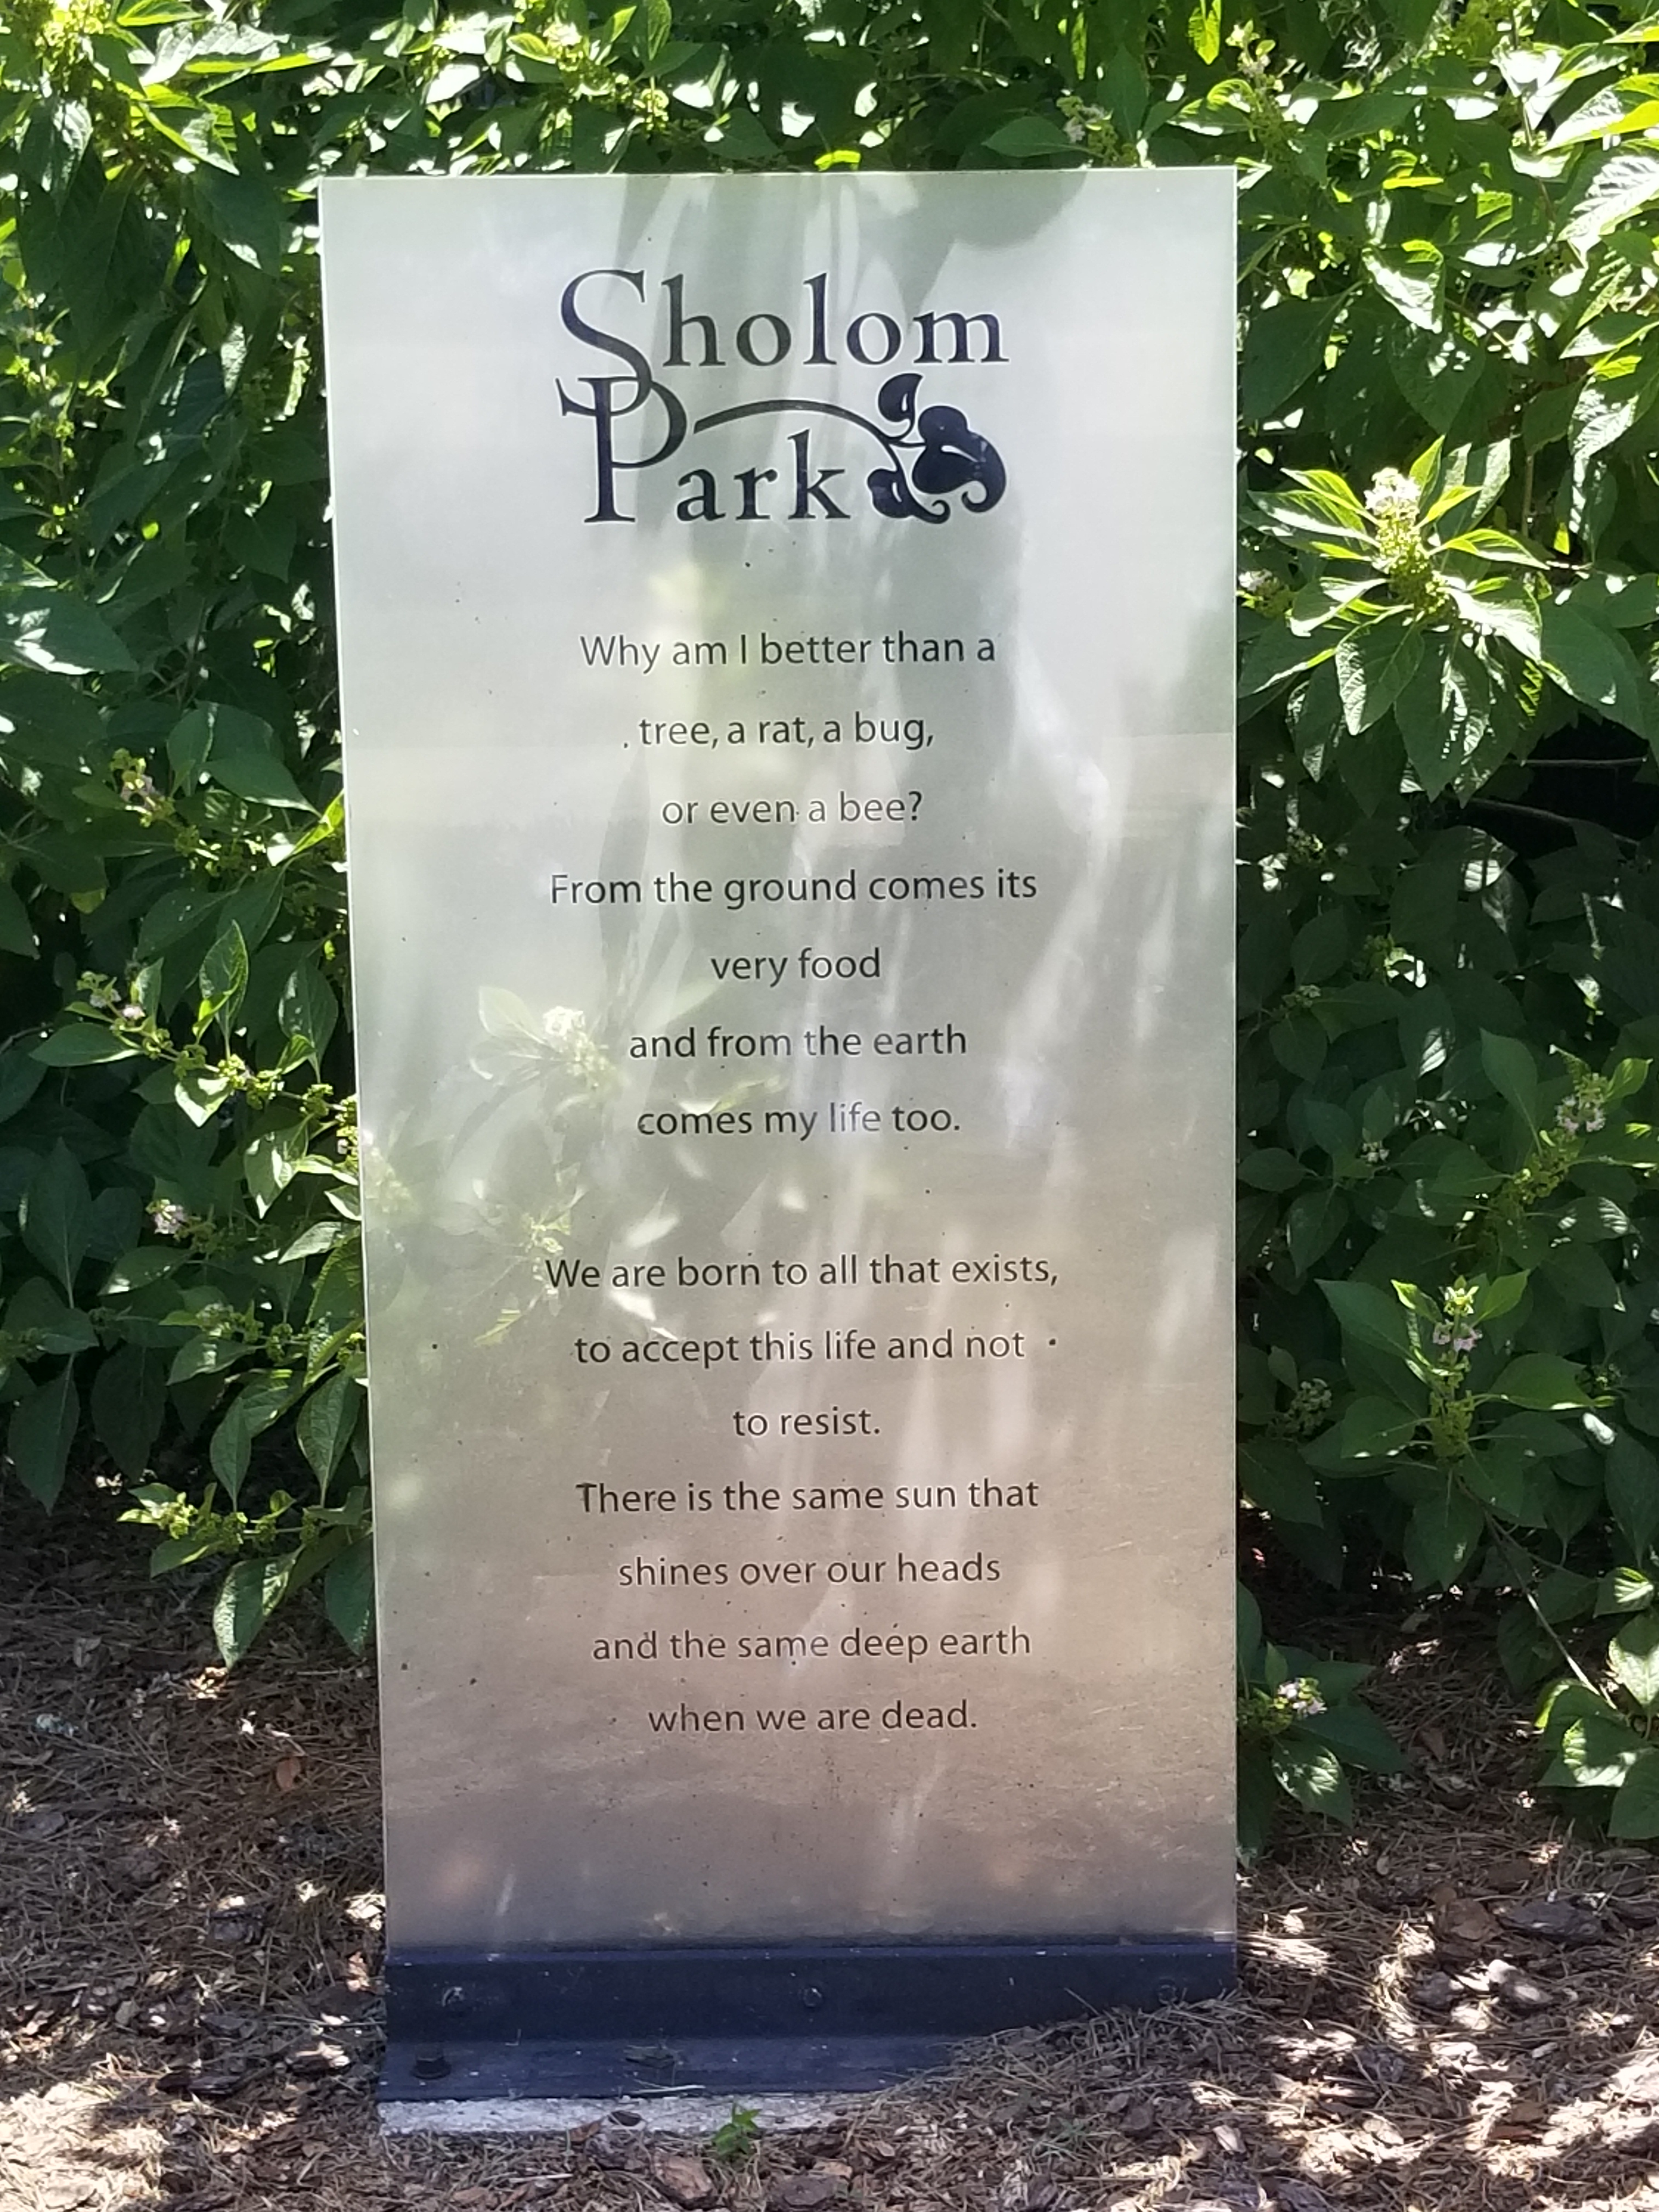 Sholom
Park
Why am I better than a
tree, a rat, a bug,
or even a bee?
From the ground comes its
very food
and from the earth
comes my life too.
We are born to all that exists,
to accept this life and not
to resist.
There is the same sun that
shines over our heads
and the same deep earth
when we are dead.